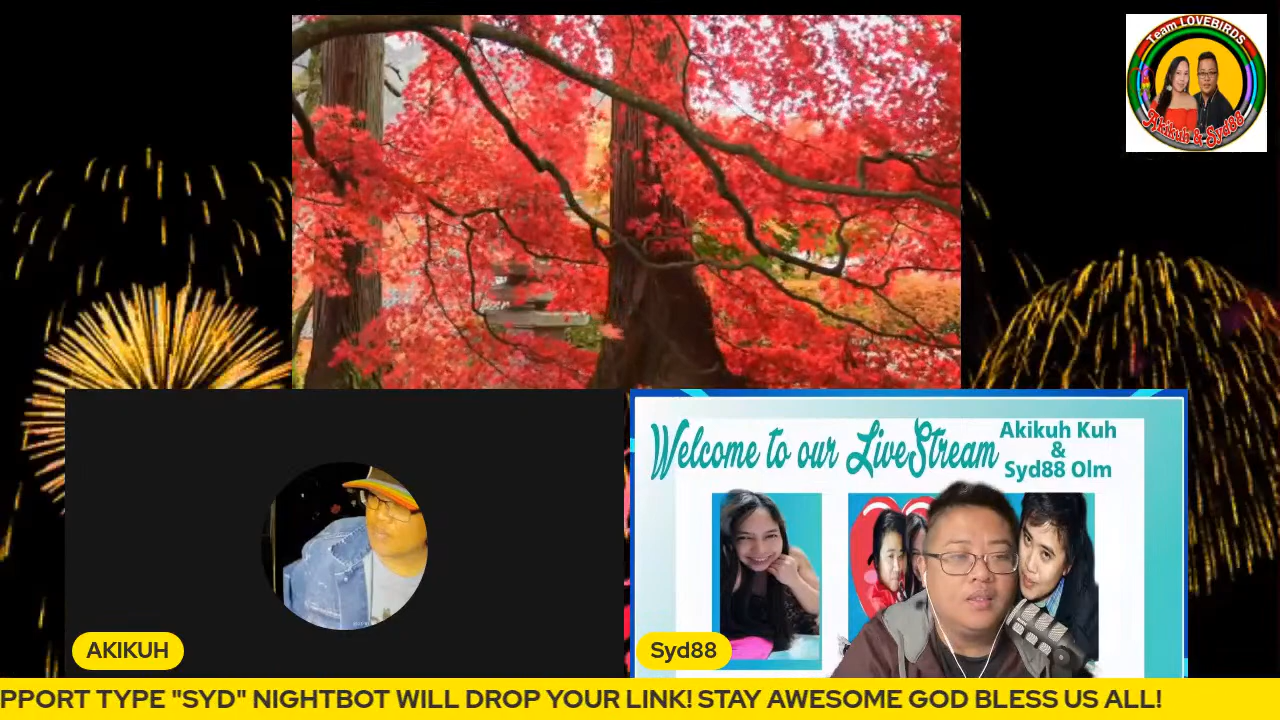 Team LOVEBIRDS
Akikuh & Syd88
Welcome to our LiveStream
Akikuh Kuh
&
Syd88 Olm
AKIKUH
Syd88
PPORT TYPE "SYD" NIGHTBOT WILL DROP YOUR LINK! STAY AWESOME GOD BLESS US ALL!